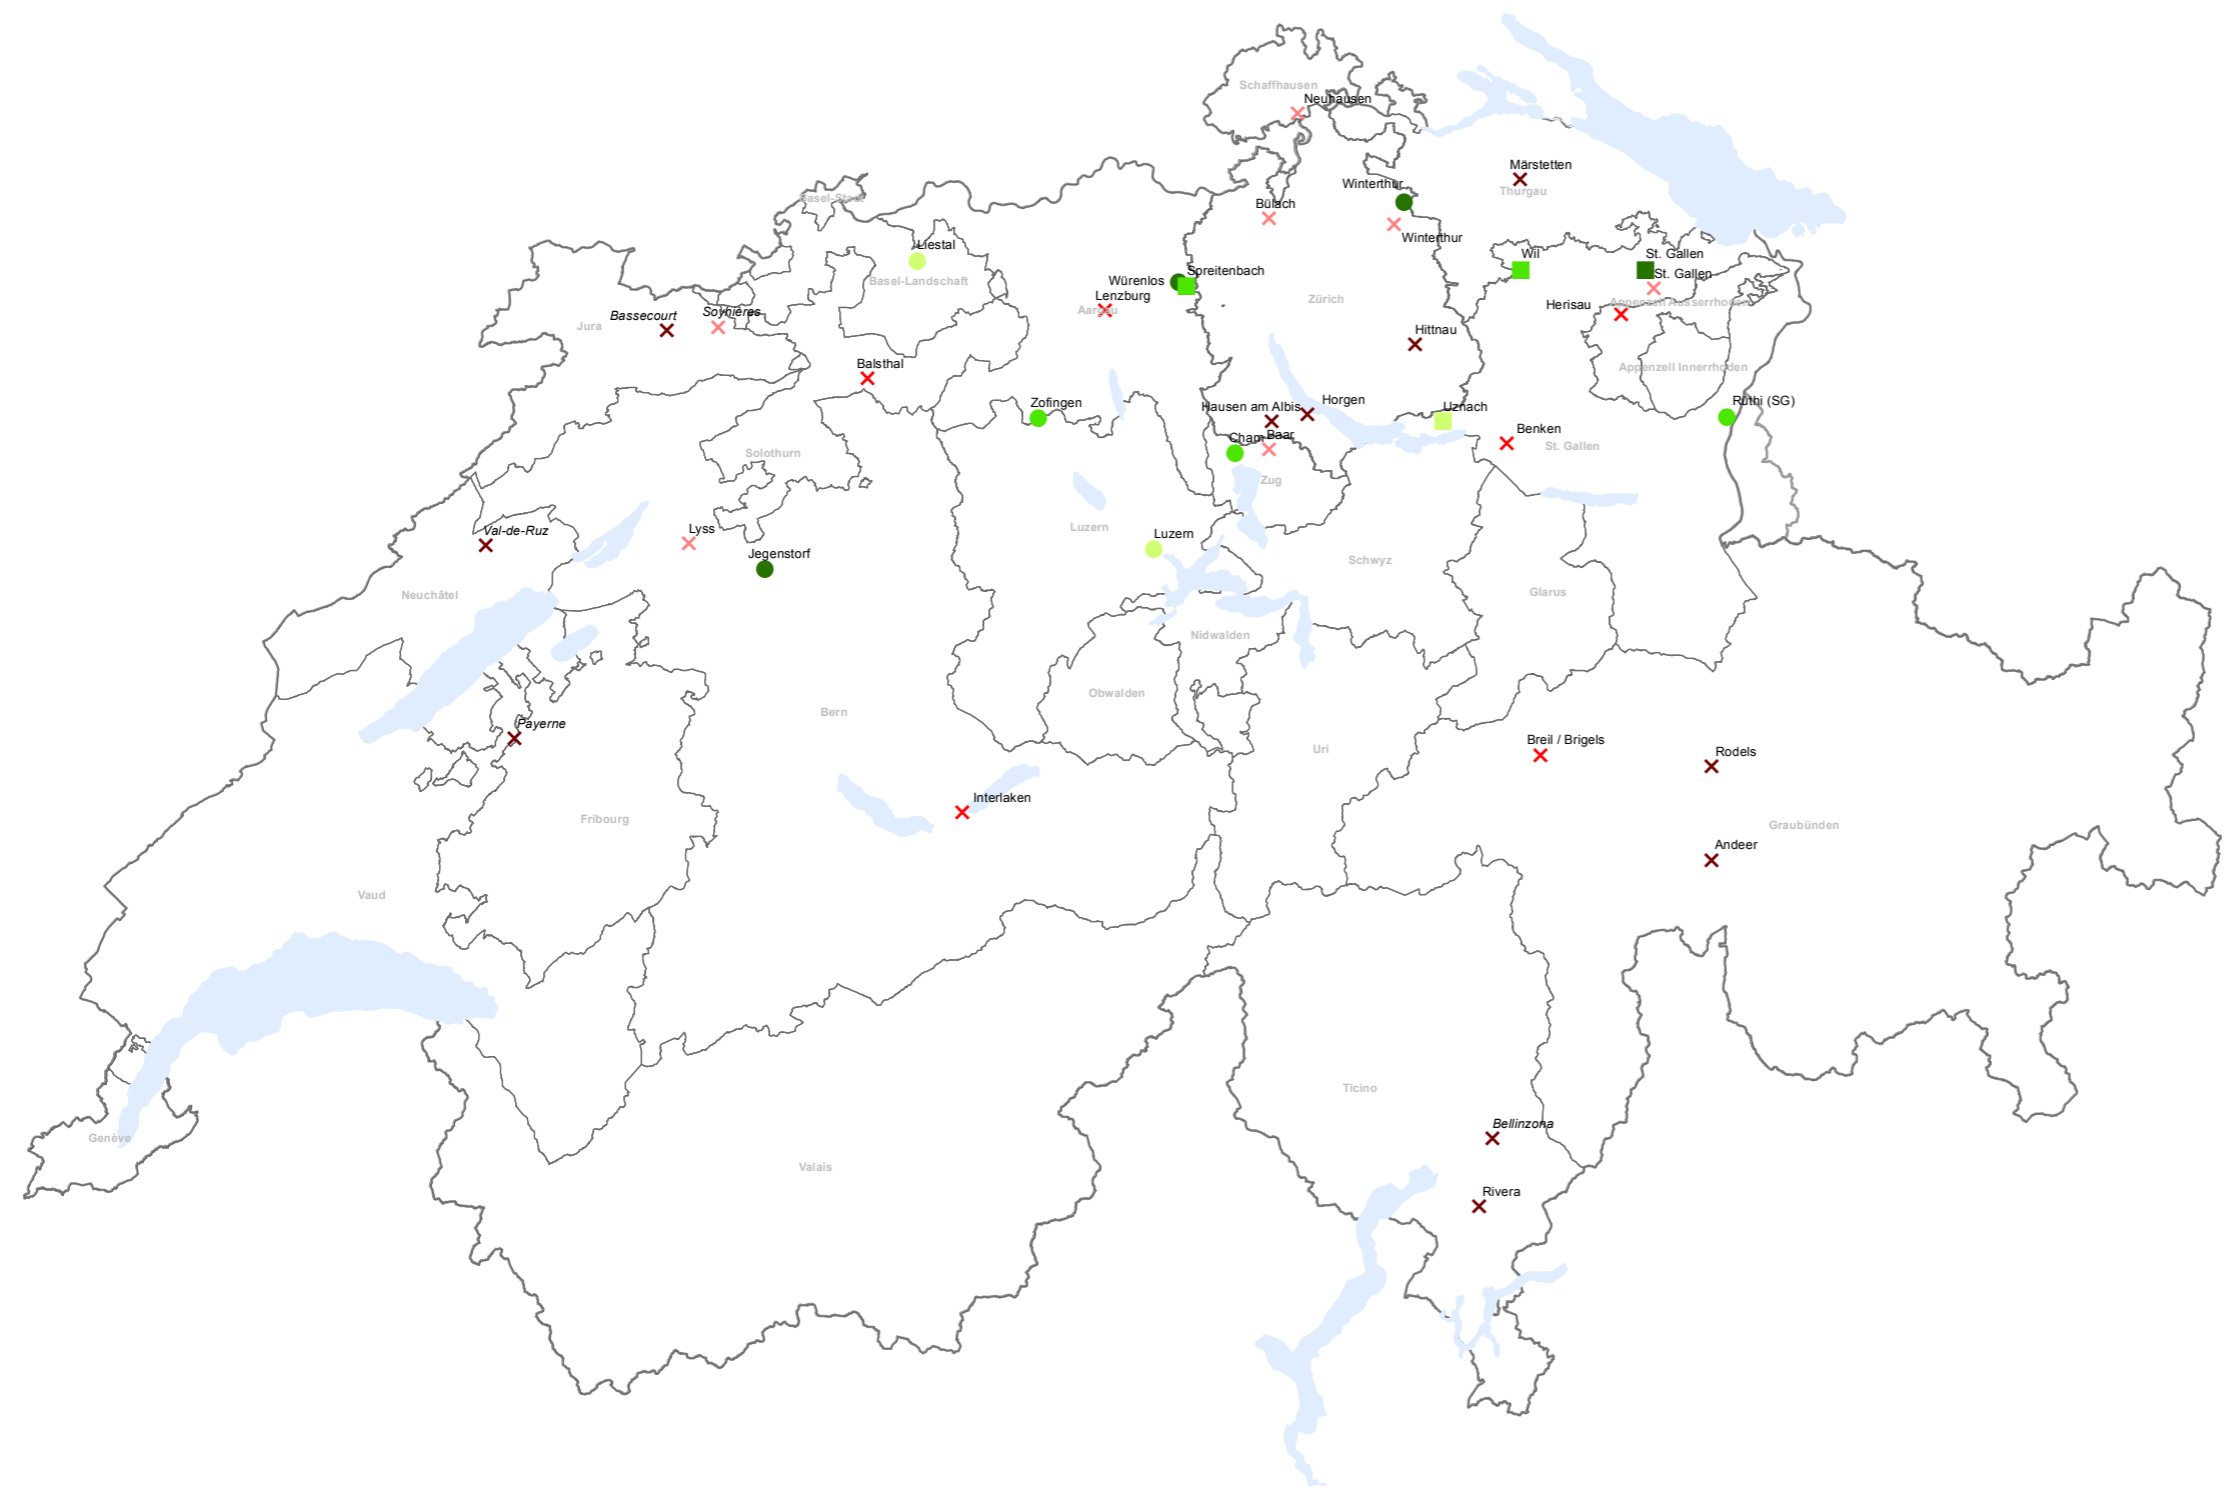 Schaffhausen
Neuhausen
Märstetten
Winterthur
Thurgau
Basel-Stadt
Bülach
Winterthur
Liestal
Wil
St. Gallen
Würenlos
Spreitenbach
St. Gallen
Basel-Landschaft
Lenzburg
Zürich
Herisau
Appenzell Ausserrhoden
Aargau
Bassecourt
Soyhières
Jura
Hittnau
Balsthal
Appenzell Innerrhoden
Zofingen
Hausen am Albis
Horgen
Uznach
Rüthi (SG)
Cham
Baar
Benken
St. Gallen
Solothurn
Zug
Val-de-Ruz
Lyss
Luzern
Luzern
Jegenstorf
Schwyz
Neuchâtel
Glarus
Nidwalden
Obwalden
Bern
Payerne
Uri
Breil / Brigels
Rodels
Interlaken
Fribourg
Graubünden
Andeer
Vaud
Ticino
Bellinzona
Genève
Valais
Rivera